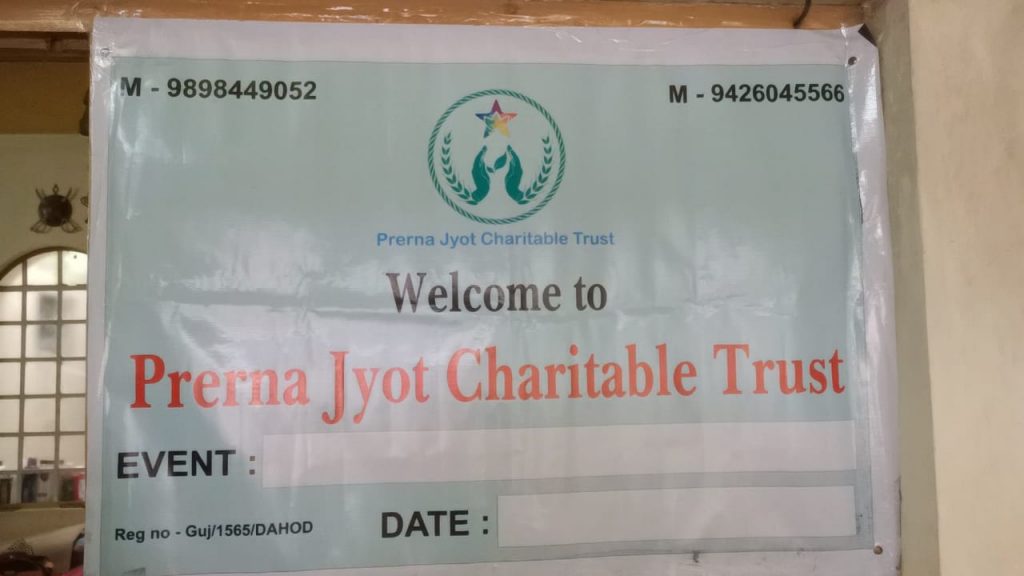 M - 9898449052
M - 9426045566
Prerna Jyot Charitable Trust
Welcome to
Prerna Jyot Charitable Trust
EVENT :
Reg no - Guj/1565/DAHOD
DATE :